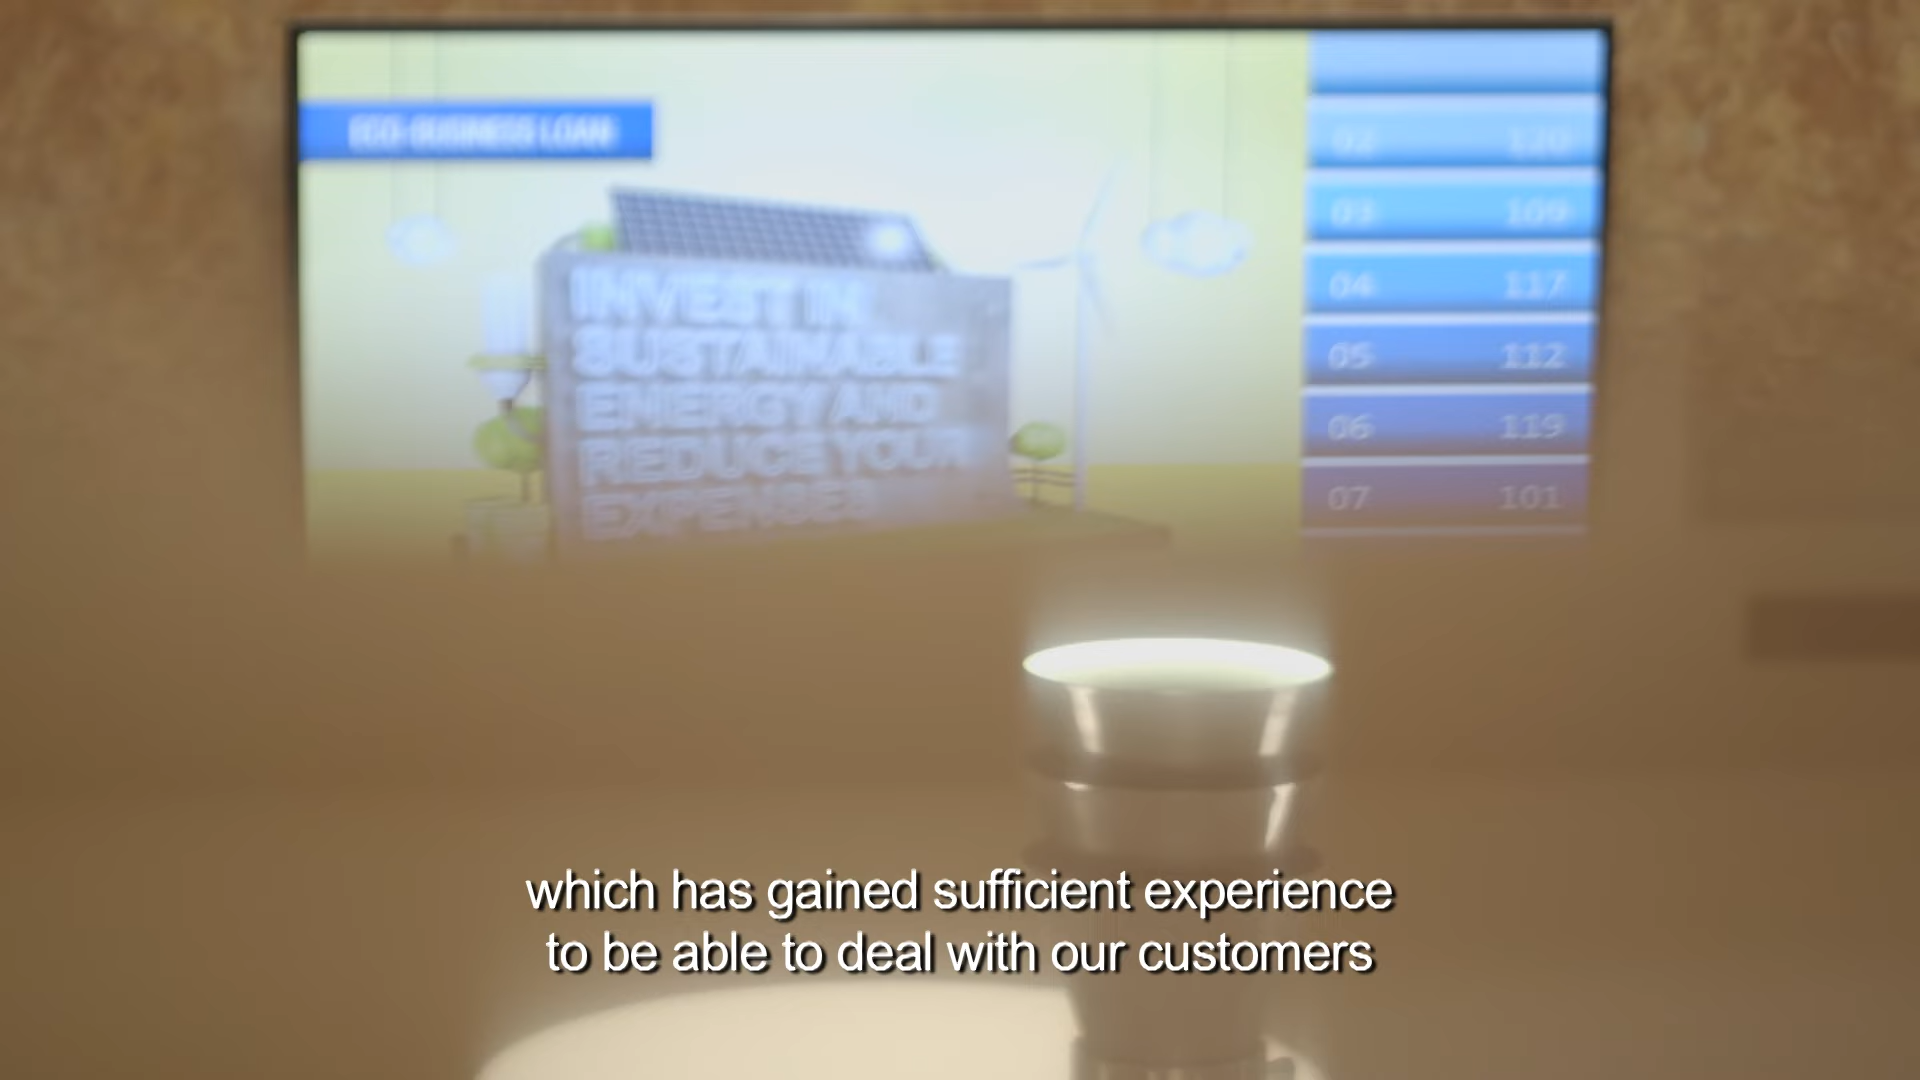 ECO-BUSINESS LOAN
INVEST IN
SUSTAINABLE
ENERGY AND
REDUCE YOUR
EXPENSES
02 120
03 109
04 117
05 112
06 119
07 101
which has gained sufficient experience
to be able to deal with our customers